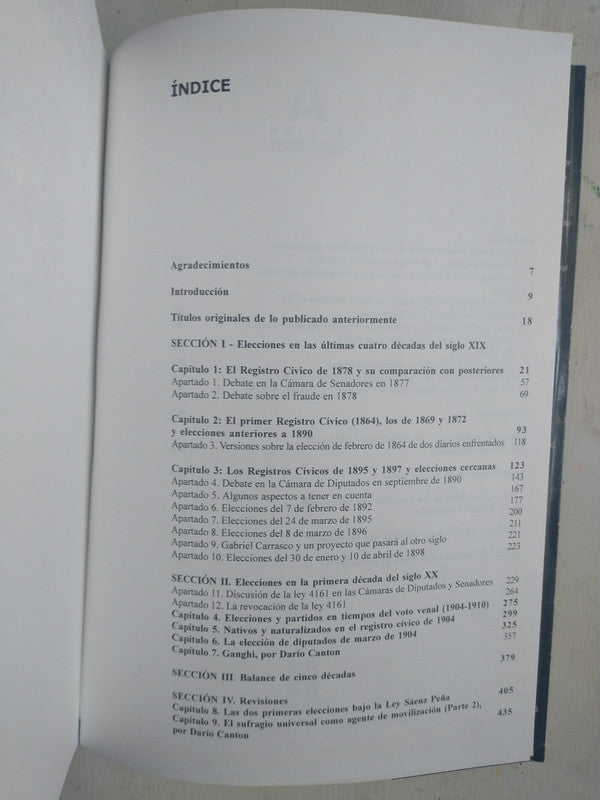 ÍNDICE
Agradecimientos 7
Introducción 9
Títulos originales de lo publicado anteriormente 18
SECCIÓN I - Elecciones en las últimas cuatro décadas del siglo XIX
Capítulo 1: El Registro Cívico de 1878 y su comparación con posteriores 21
Apartado 1. Debate en la Cámara de Senadores en 1877 57
Apartado 2. Debate sobre el fraude en 1878 69
Capítulo 2: El primer Registro Cívico (1864), los de 1869 y 1872
y elecciones anteriores a 1890 93
Apartado 3. Versiones sobre la elección de febrero de 1864 de dos diarios enfrentados 118
Capítulo 3: Los Registros Cívicos de 1895 y 1897 y elecciones cercanas 123
Apartado 4. Debate en la Cámara de Diputados en septiembre de 1890 143
Apartado 5. Algunos aspectos a tener en cuenta 167
Apartado 6. Elecciones del 7 de febrero de 1892 177
Apartado 7. Elecciones del 24 de marzo de 1895 200
Apartado 8. Elecciones del 8 de marzo de 1896 211
Apartado 9. Gabriel Carrasco y un proyecto que pasará al otro siglo 221
Apartado 10. Elecciones del 30 de enero y 10 de abril de 1898 223
SECCIÓN II. Elecciones en la primera década del siglo XX
Apartado 11. Discusión de la ley 4161 en las Cámaras de Diputados y Senadores 229
Apartado 12. La revocación de la ley 4161 264
Capítulo 4. Elecciones y partidos en tiempos del voto venal (1904-1910) 275
Capítulo 5. Nativos y naturalizados en el registro cívico de 1904 299
Capítulo 6. La elección de diputados de marzo de 1904 325
Capítulo 7. Ganghi, por Darío Canton 357
SECCIÓN III. Balance de cinco décadas 379
SECCIÓN IV. Revisiones
Capítulo 8. Las dos primeras elecciones bajo la Ley Sáenz Peña 405
Capítulo 9. El sufragio universal como agente de movilización (Parte 2), 435
por Darío Canton